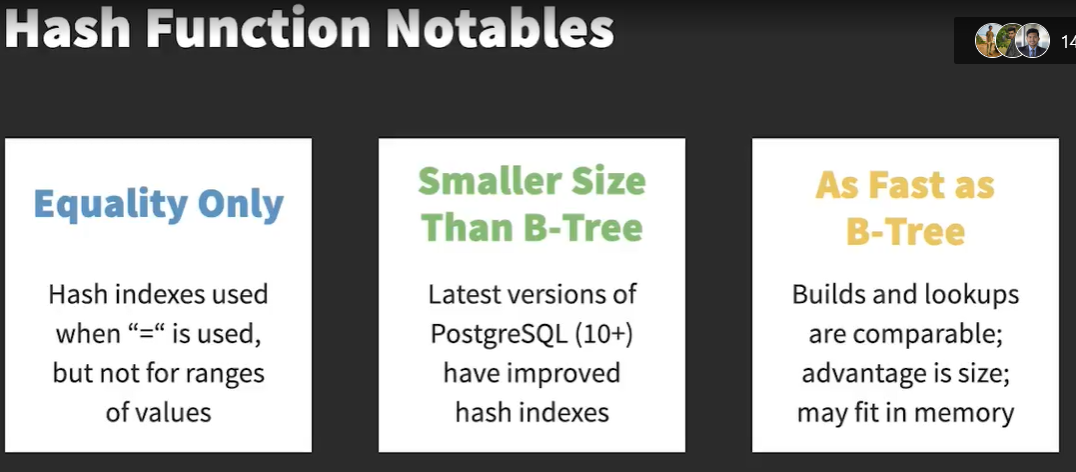 Hash Function Notables
14
Equality Only
Hash indexes used
when “=“ is used,
but not for ranges
of values
Smaller Size
Than B-Tree
Latest versions of
PostgreSQL (10+)
have improved
hash indexes
As Fast as
B-Tree
Builds and lookups
are comparable;
advantage is size;
may fit in memory